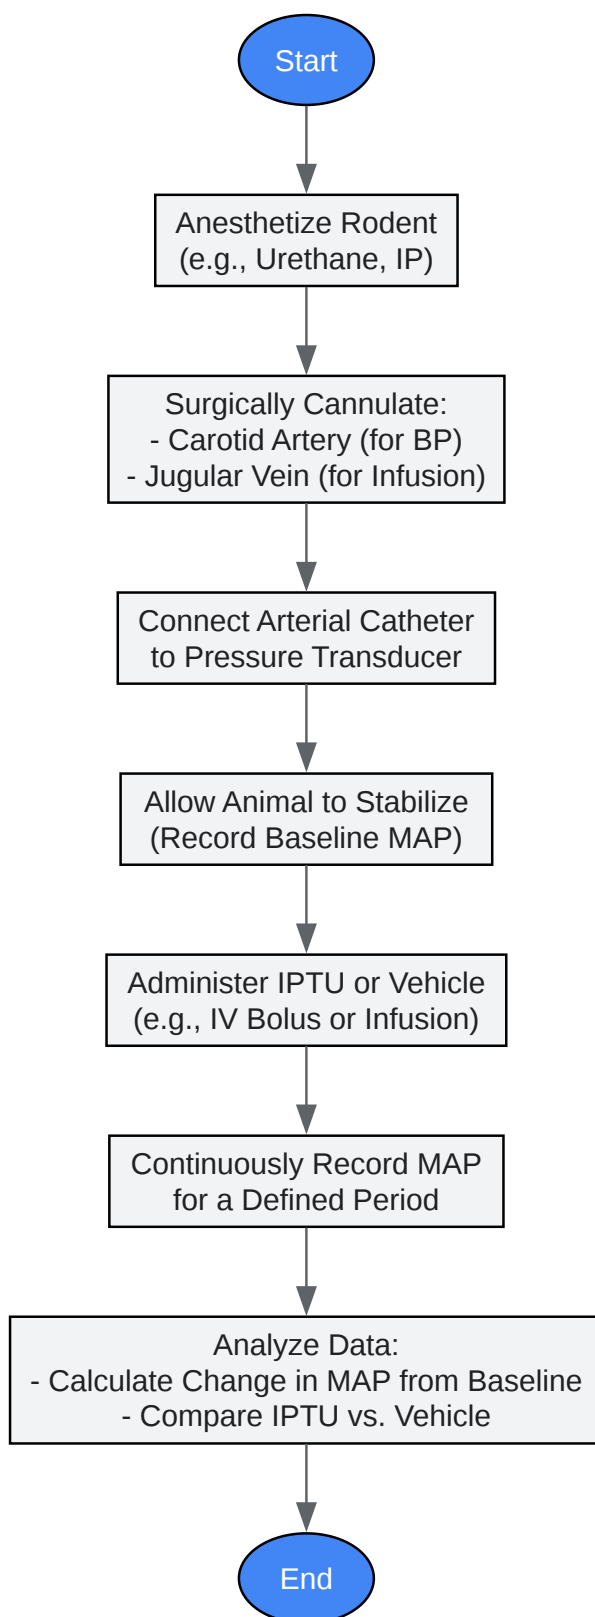 Start
Anesthetize Rodent
(e.g., Urethane, IP)
Surgically Cannulate:
- Carotid Artery (for BP)
- Jugular Vein (for Infusion)
Connect Arterial Catheter
to Pressure Transducer
Allow Animal to Stabilize
(Record Baseline MAP)
Administer IPTU or Vehicle
(e.g., IV Bolus or Infusion)
Continuously Record MAP
for a Defined Period
Analyze Data:
- Calculate Change in MAP from Baseline
- Compare IPTU vs. Vehicle
End